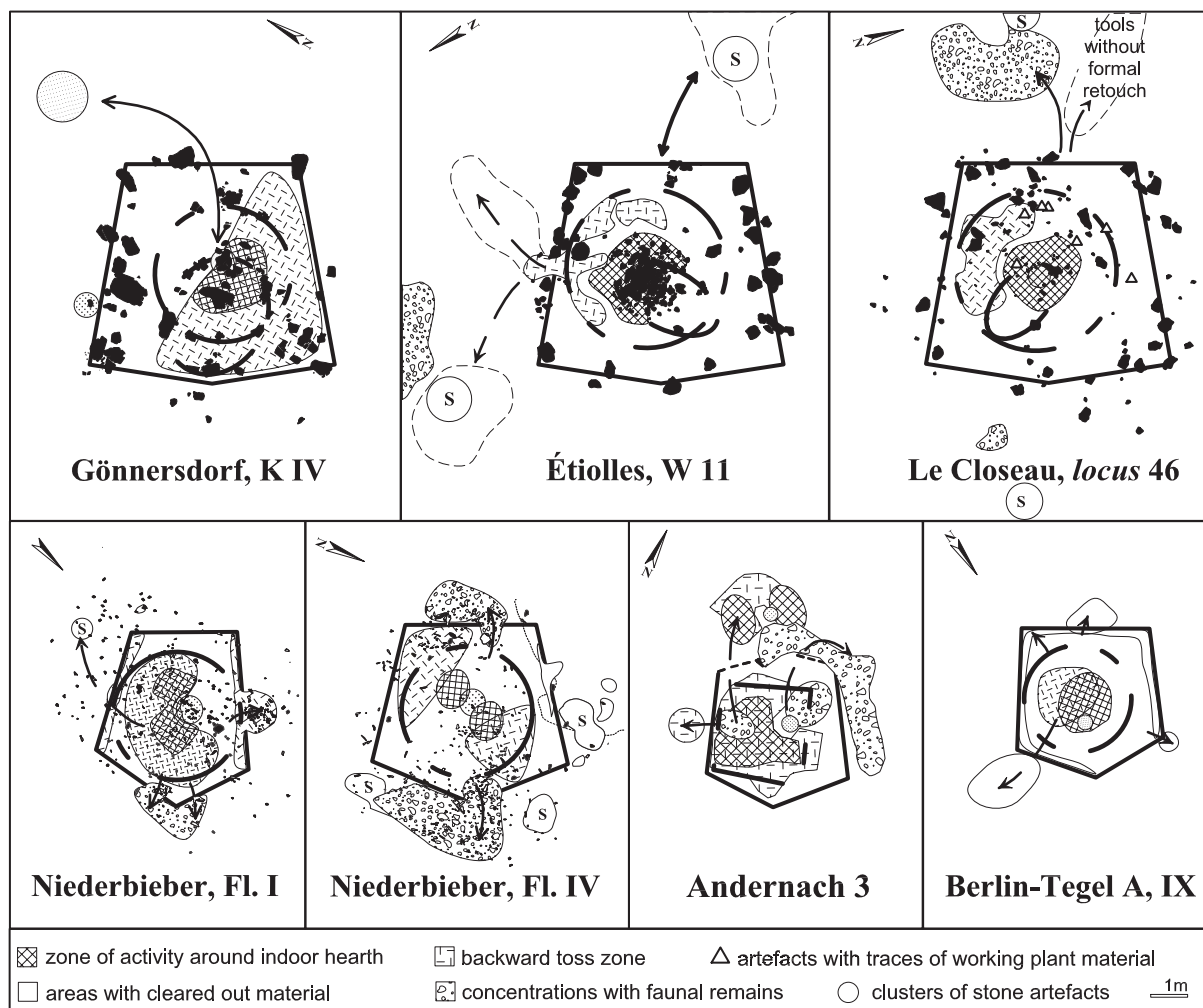 N
N
N
S
S
tools
without
formal
retouch
S
Gönnersdorf, K IV
Étiolles, W 11
Le Closeau, locus 46
S
N
N
N
N
S
S
S
S
Niederbieber, Fl. I
Niederbieber, Fl. IV
Andernach 3
Berlin-Tegel A, IX
zone of activity around indoor hearth
backward toss zone
artefacts with traces of working plant material
areas with cleared out material
concentrations with faunal remains
clusters of stone artefacts
1m